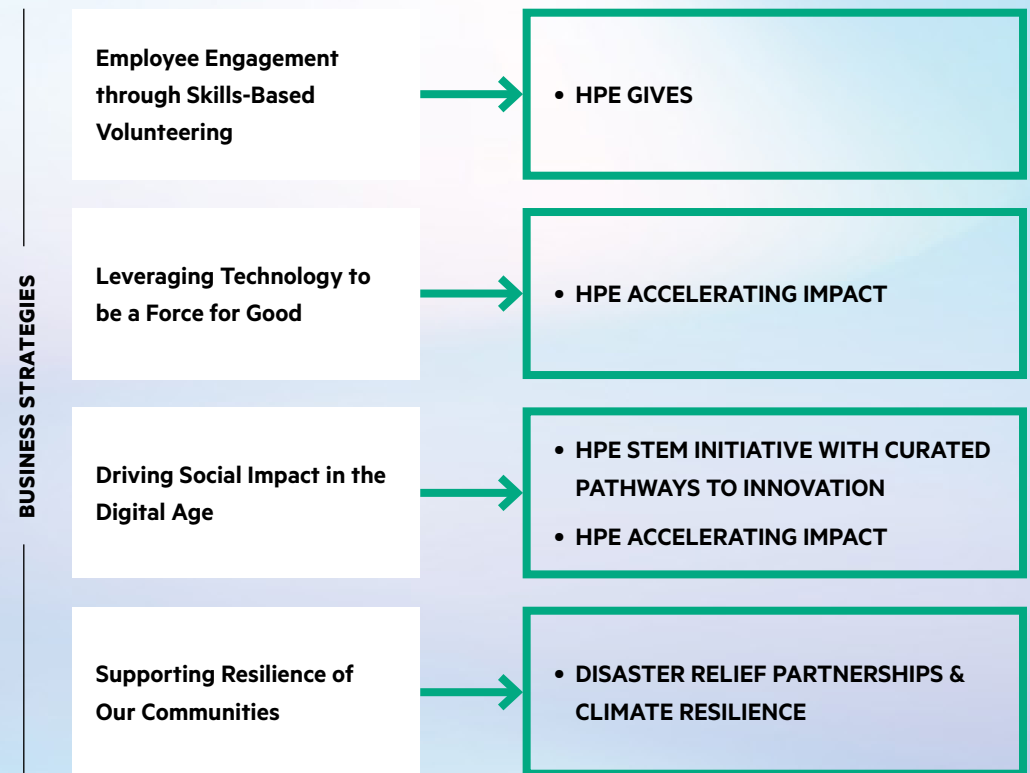 BUSINESS STRATEGIES
Employee Engagement
through Skills-Based
Volunteering
• HPE GIVES
Leveraging Technology to
be a Force for Good
• HPE ACCELERATING IMPACT
Driving Social Impact in the
Digital Age
• HPE STEM INITIATIVE WITH CURATED
PATHWAYS TO INNOVATION
• HPE ACCELERATING IMPACT
Supporting Resilience of
Our Communities
• DISASTER RELIEF PARTNERSHIPS &
CLIMATE RESILIENCE